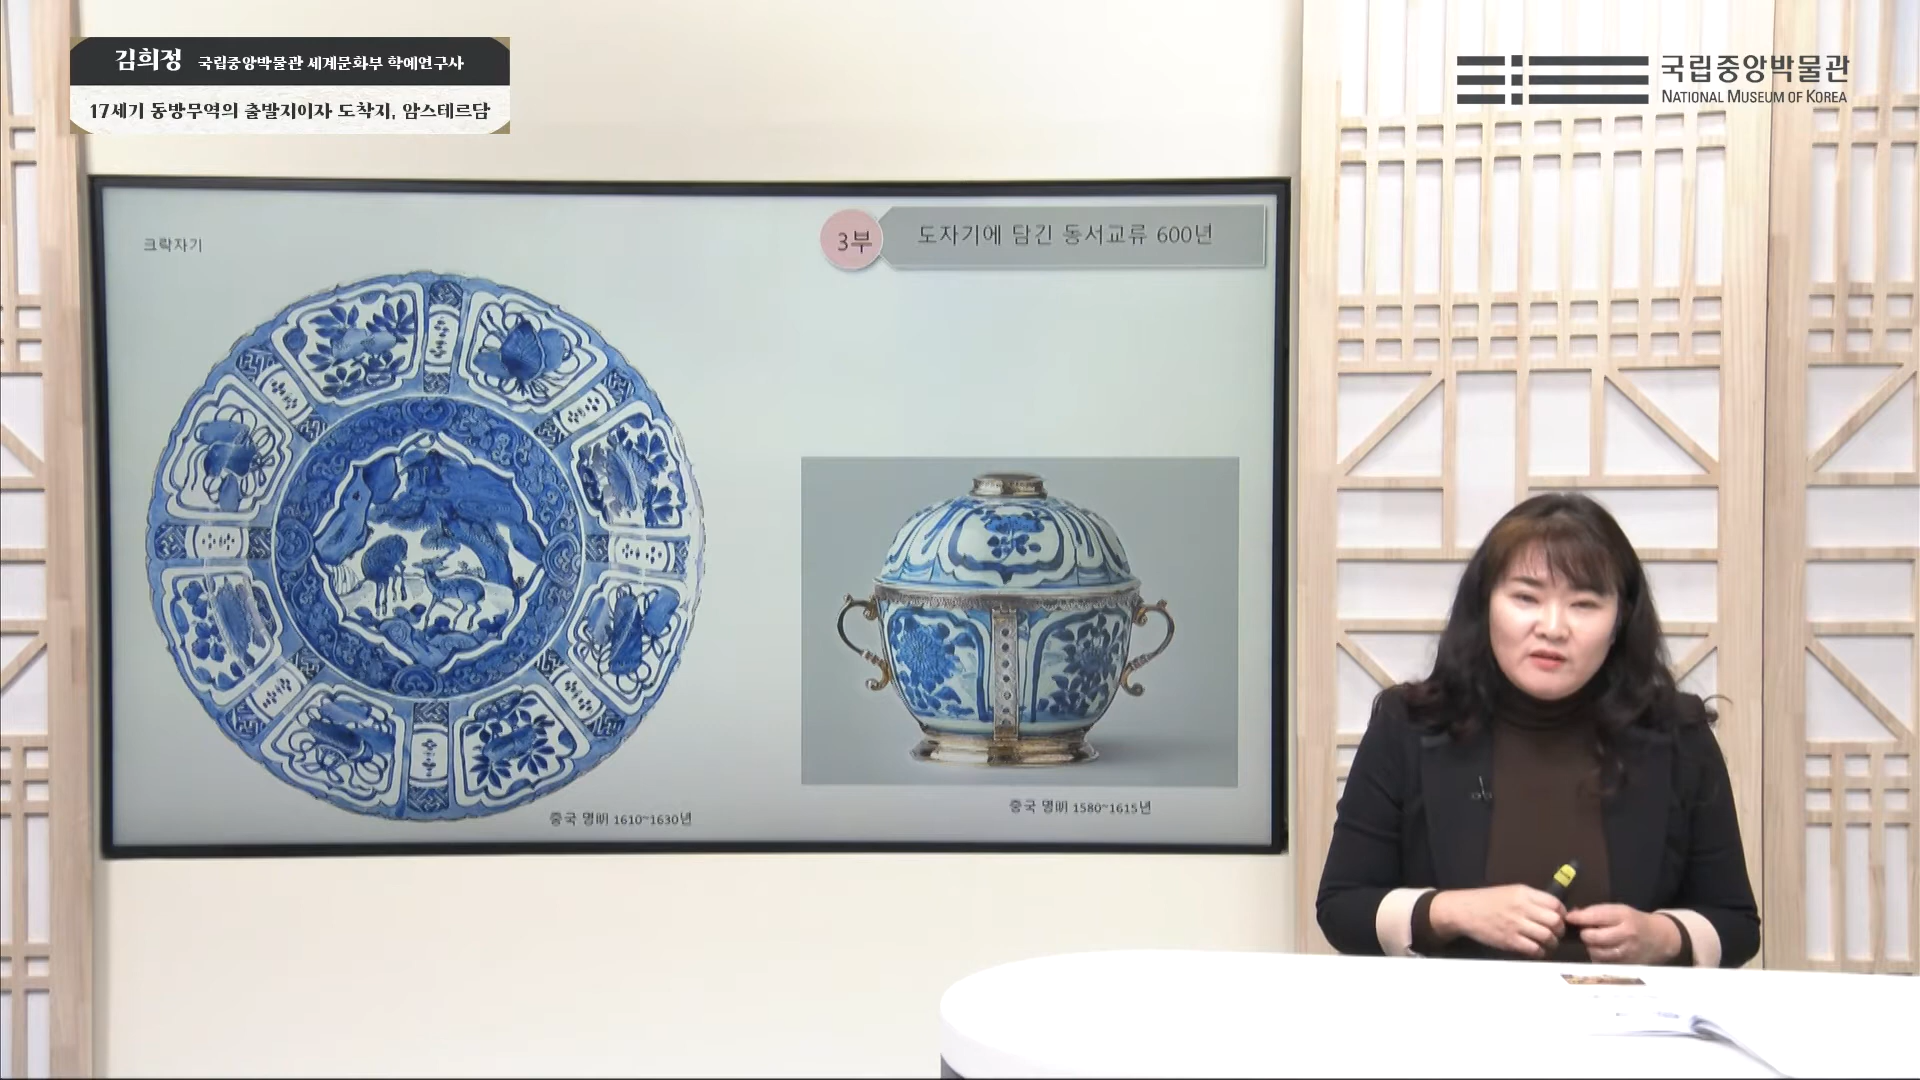 김희정 국립중앙박물관 세계문화부 학예연구사
17세기 동방무역의 출발지이자 도착지, 암스테르담
국립중앙박물관
NATIONAL MUSEUM OF KOREA
크락자기
3부 도자기에 담긴 동서교류 600년
중국 명明 1610~1630년
중국 명明 1580~1615년